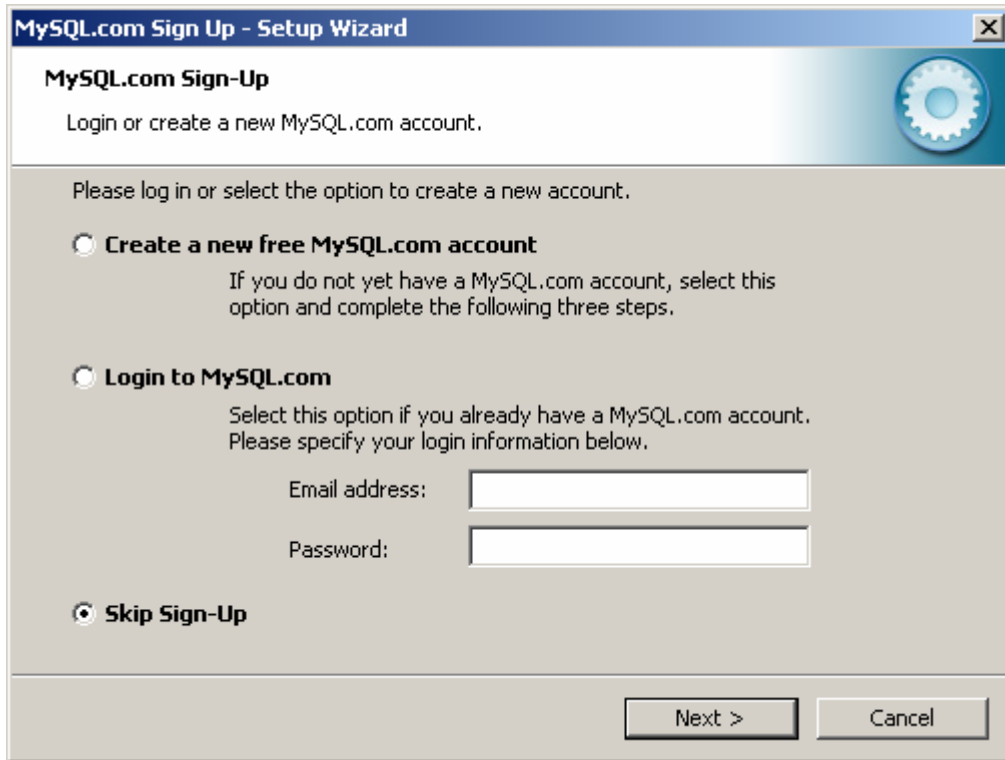 MySQL.com Sign Up - Setup Wizard
MySQL.com Sign-Up
Login or create a new MySQL.com account.
Please log in or select the option to create a new account.
Create a new free MySQL.com account
If you do not yet have a MySQL.com account, select this
option and complete the following three steps.
Login to MySQL.com
Select this option if you already have a MySQL.com account.
Please specify your login information below.
Email address:
Password:
Skip Sign-Up
Next > Cancel